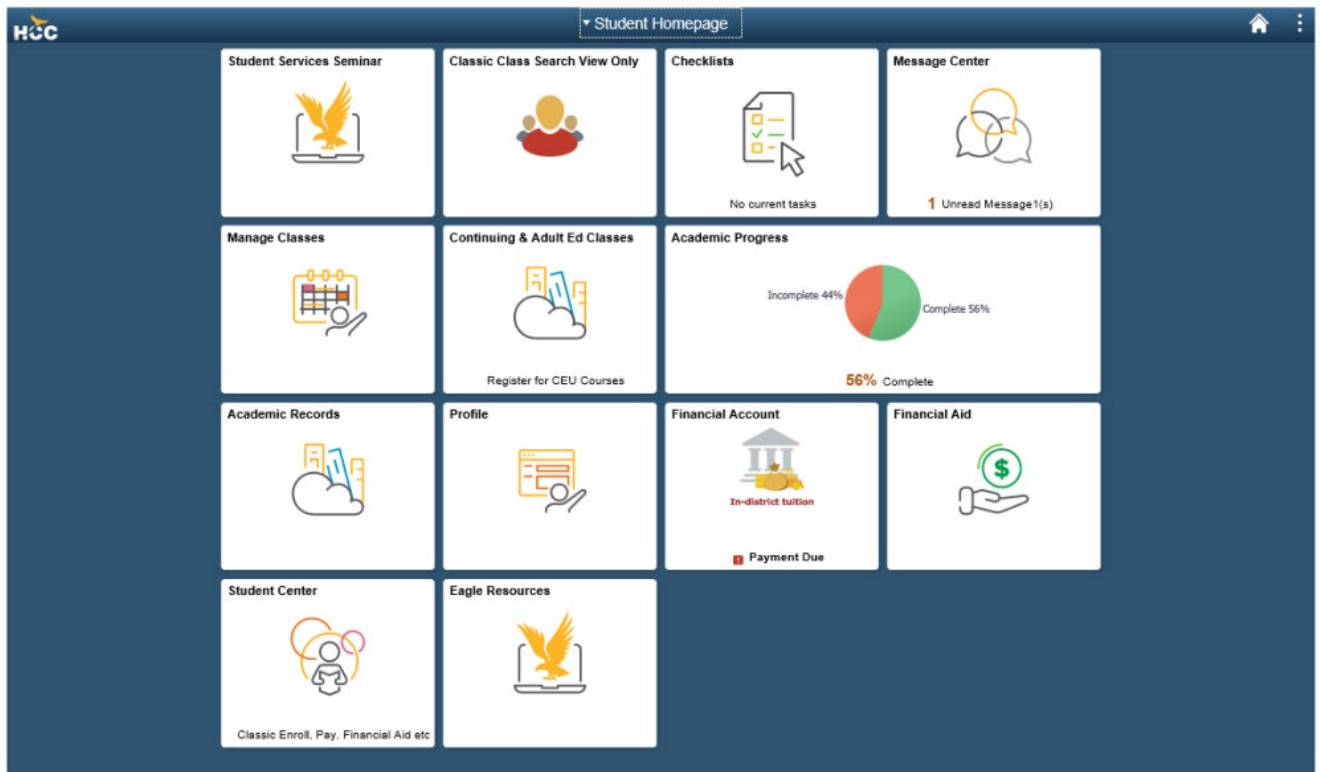 HCC
Student Homepage
Student Services Seminar
Classic Class Search View Only
Checklists
No current tasks
Message Center
1 Unread Message1(s)
Manage Classes
Continuing & Adult Ed Classes
Register for CEU Courses
Academic Progress
Incomplete 44%
Complete 56%
56% Complete
Academic Records
Profile
Financial Account
In-district tuition
Payment Due
Financial Aid
$
Student Center
Classic Enroll, Pay, Financial Aid etc
Eagle Resources